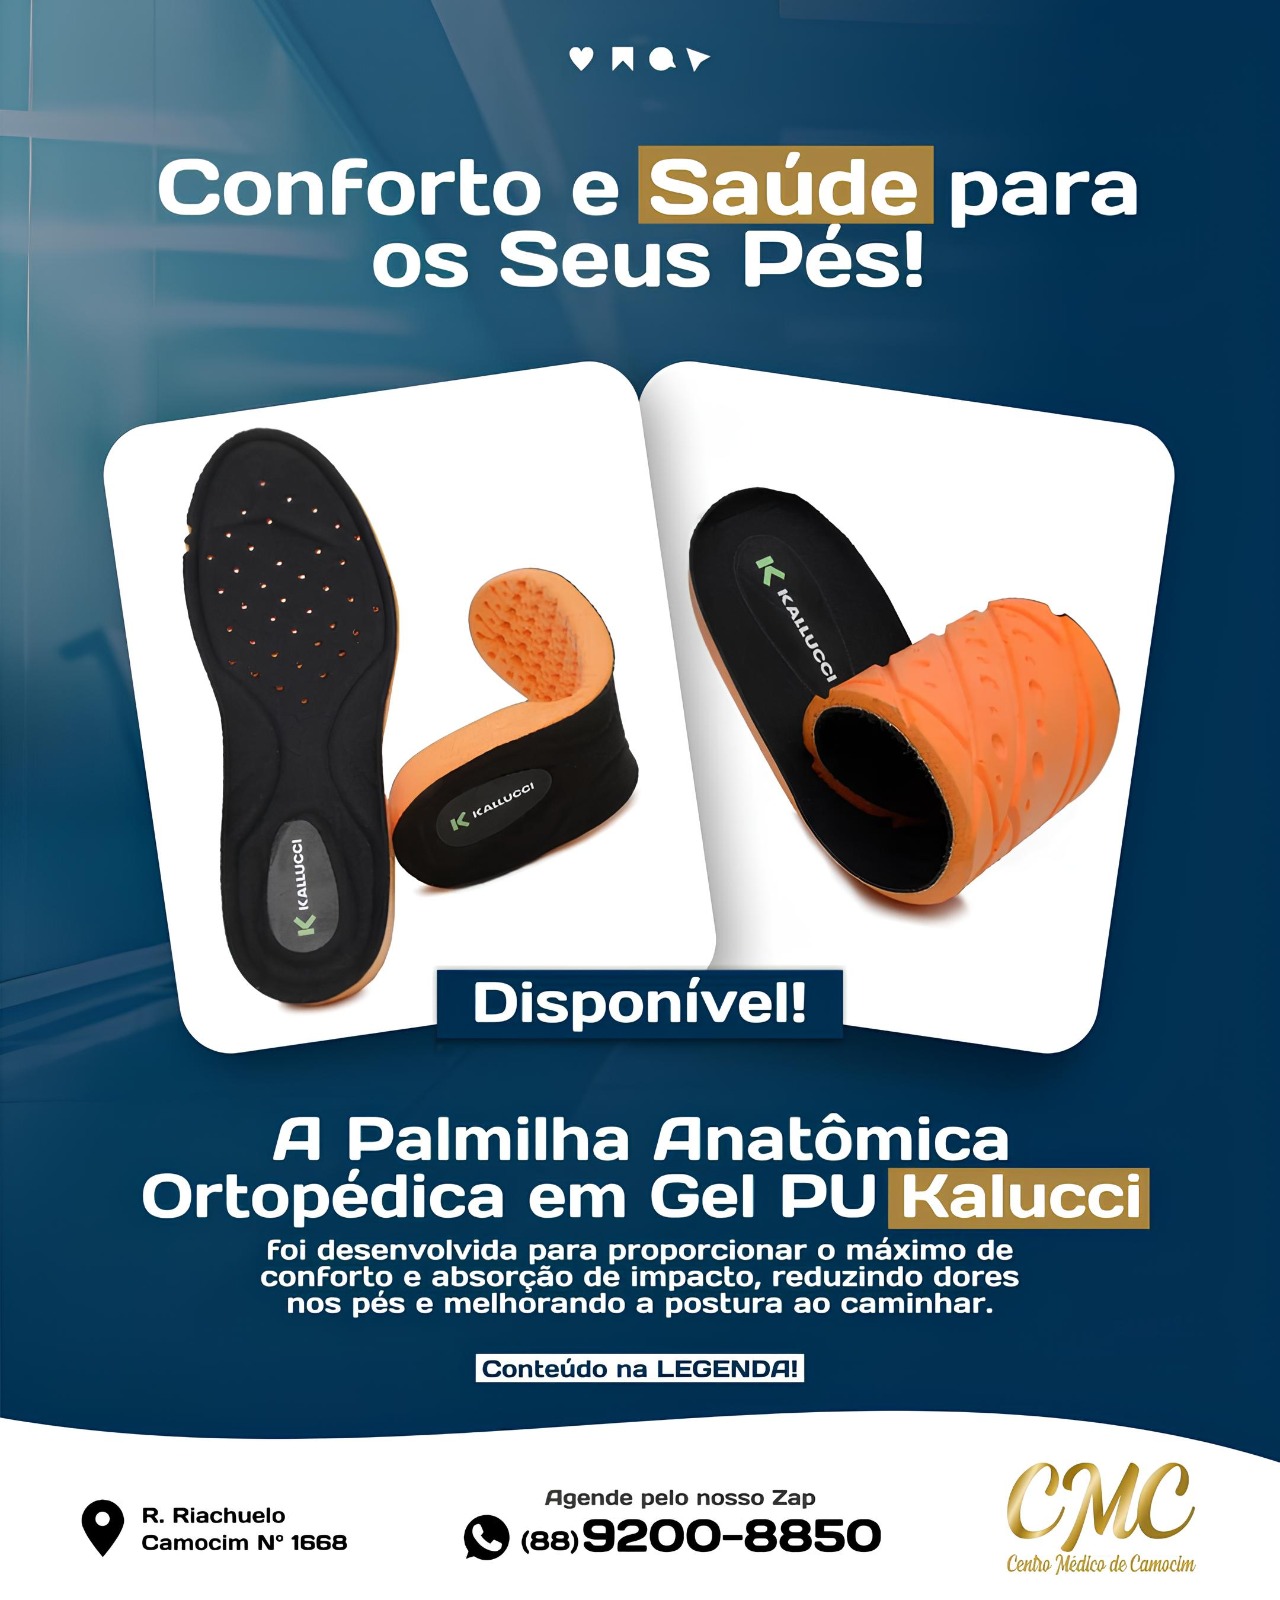 Conforto e Saúde para
os Seus Pés!
KALLUCCI
KALLUCCI
KALLUCCI
Disponível!
A Palmilha Anatômica
Ortopédica em Gel PU Kalucci
foi desenvolvida para proporcionar o máximo de
conforto e absorção de impacto, reduzindo dores
nos pés e melhorando a postura ao caminhar.
Conteúdo na LEGENDA!
R. Riachuelo
Camocim Nº 1668
Agende pelo nosso Zap
(88) 9200-8850
CMC
Centro Médico de Camocim